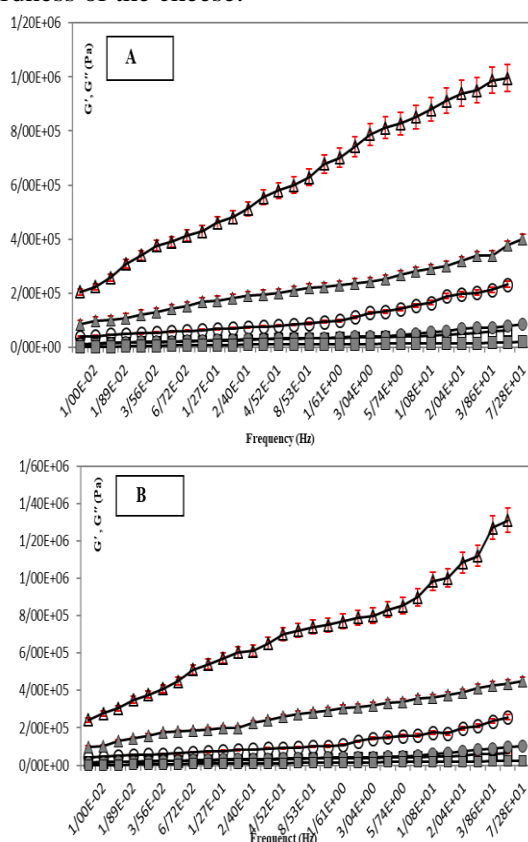 rdness of the cheese.
1/20E+06
1/00E+06
8/00E+05
6/00E+05
4/00E+05
2/00E+05
0/00E+00
G′, G″ (Pa)
A
1/00E-02
1/89E-02
3/56E-02
6/72E-02
1/27E-01
2/40E-01
4/52E-01
8/53E-01
1/61E+00
3/04E+00
5/74E+00
1/08E+01
2/04E+01
3/86E+01
7/28E+01
Frequency (Hz)
1/60E+06
1/40E+06
1/20E+06
1/00E+06
8/00E+05
6/00E+05
4/00E+05
2/00E+05
0/00E+00
G′, G″ (Pa)
B
1/00E-02
1/89E-02
3/56E-02
6/72E-02
1/27E-01
2/40E-01
4/52E-01
8/53E-01
1/61E+00
3/04E+00
5/74E+00
1/08E+01
2/04E+01
3/86E+01
7/28E+01
Frequenct (Hz)